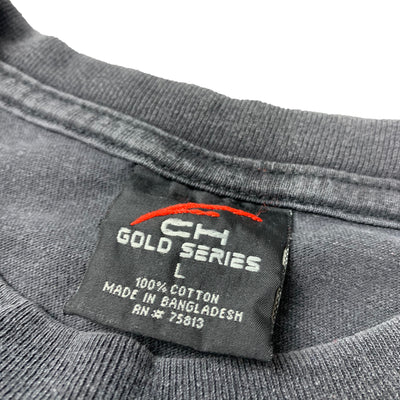 CH
GOLD SERIES
L
100% COTTON
MADE IN BANGLADESH
RN# 75813